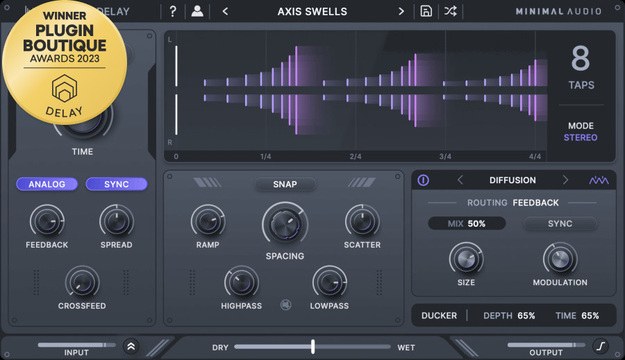 DELAY
?
AXIS SWELLS
MINIMAL AUDIO
WINNER
PLUGIN
BOUTIQUE
AWARDS 2023
DELAY
TIME
ANALOG
SYNC
FEEDBACK
SPREAD
CROSSFEED
L
R
0
1/4
2/4
3/4
4/4
8
TAPS
MODE
STEREO
SNAP
RAMP
SPACING
SCATTER
HIGHPASS
LOWPASS
DIFFUSION
ROUTING FEEDBACK
MIX 50%
SYNC
SIZE
MODULATION
DUCKER
DEPTH 65%
TIME 65%
INPUT
DRY
WET
OUTPUT